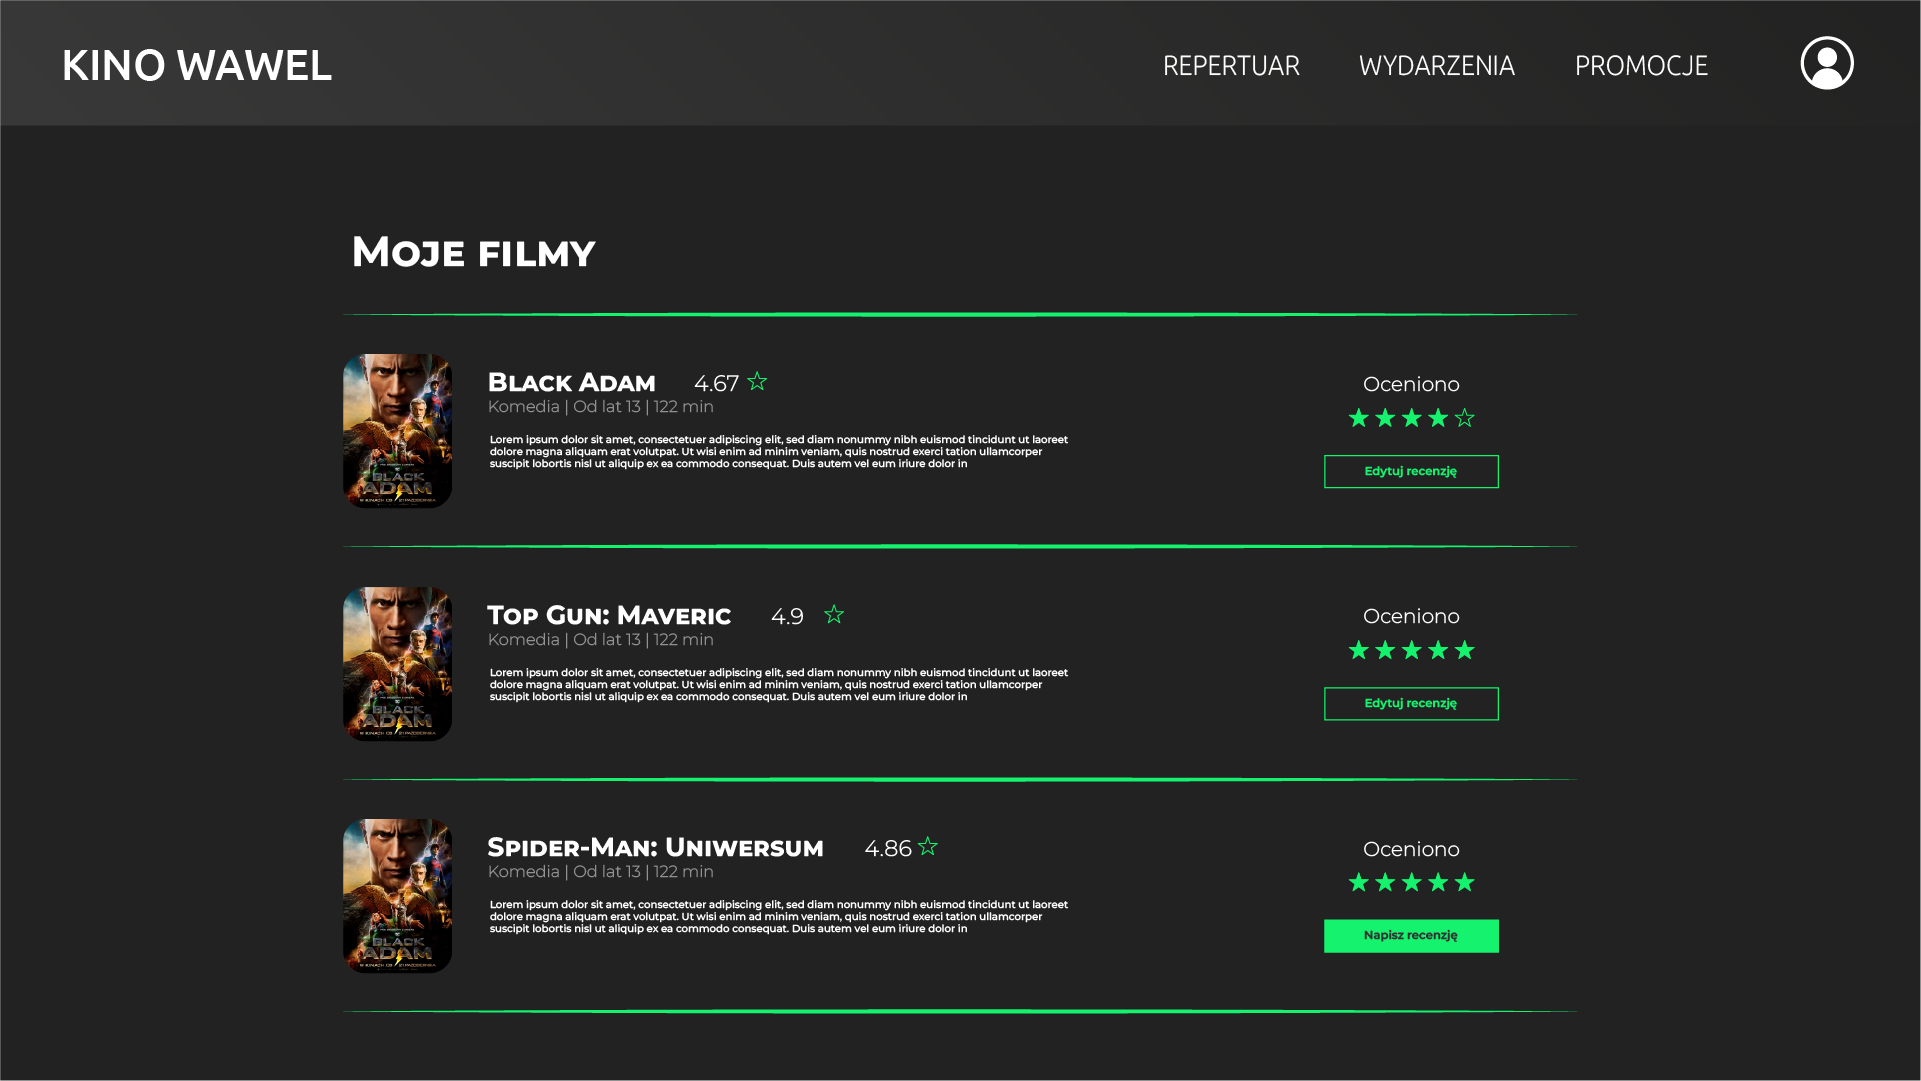 KINO WAWEL
REPERTUAR
WYDARZENIA
PROMOCJE
Moje filmy
BLACK ADAM
Black Adam
4.67
Komedia | Od lat 13 | 122 min
Lorem ipsum dolor sit amet, consectetuer adipiscing elit, sed diam nonummy nibh euismod tincidunt ut laoreet
dolore magna aliquam erat volutpat. Ut wisi enim ad minim veniam, quis nostrud exerci tation ullamcorper
suscipit lobortis nisl ut aliquip ex ea commodo consequat. Duis autem vel eum iriure dolor in
Oceniono
Edytuj recenzję
BLACK ADAM
Top Gun: Maveric
4.9
Komedia | Od lat 13 | 122 min
Lorem ipsum dolor sit amet, consectetuer adipiscing elit, sed diam nonummy nibh euismod tincidunt ut laoreet
dolore magna aliquam erat volutpat. Ut wisi enim ad minim veniam, quis nostrud exerci tation ullamcorper
suscipit lobortis nisl ut aliquip ex ea commodo consequat. Duis autem vel eum iriure dolor in
Oceniono
Edytuj recenzję
BLACK ADAM
Spider-Man: Uniwersum
4.86
Komedia | Od lat 13 | 122 min
Lorem ipsum dolor sit amet, consectetuer adipiscing elit, sed diam nonummy nibh euismod tincidunt ut laoreet
dolore magna aliquam erat volutpat. Ut wisi enim ad minim veniam, quis nostrud exerci tation ullamcorper
suscipit lobortis nisl ut aliquip ex ea commodo consequat. Duis autem vel eum iriure dolor in
Oceniono
Napisz recenzję